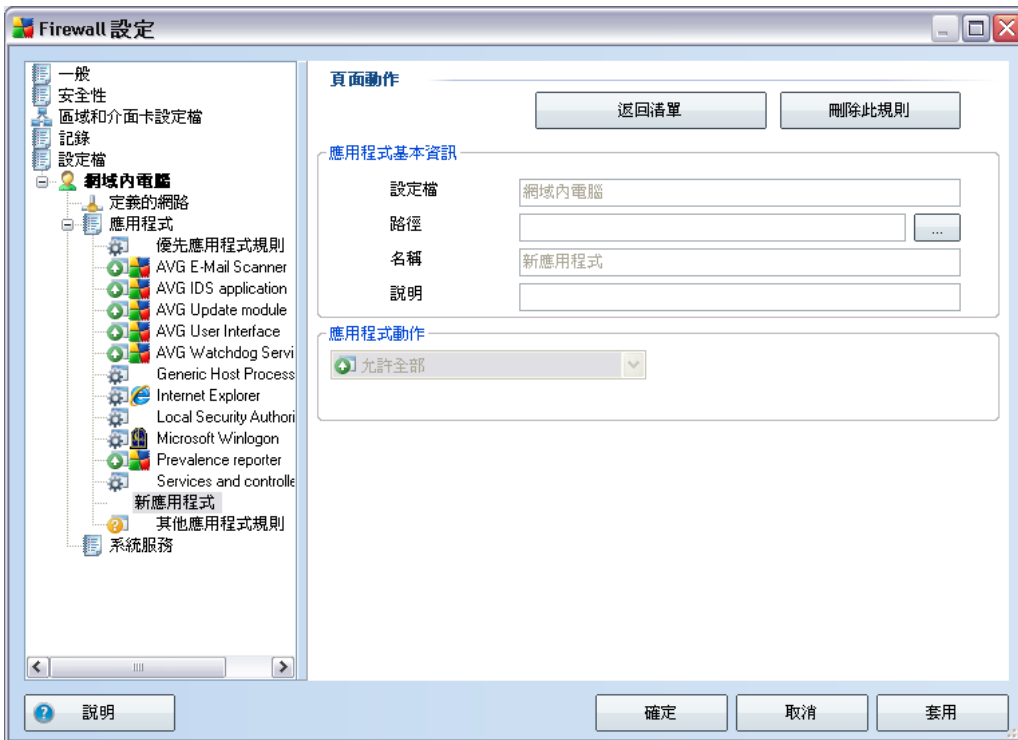 Firewall 設定
一般
安全性
區域和介面卡設定檔
記錄
設定檔
網域內電腦
定義的網路
應用程式
優先應用程式規則
AVG E-Mail Scanner
AVG IDS application
AVG Update module
AVG User Interface
AVG Watchdog Servi
Generic Host Process
Internet Explorer
Local Security Authori
Microsoft Winlogon
Prevalence reporter
Services and controlle
新應用程式
其他應用程式規則
系統服務
頁面動作
返回清單
刪除此規則
應用程式基本資訊
設定檔
網域內電腦
路徑
...
名稱
新應用程式
說明
應用程式動作
允許全部
說明
確定
取消
套用